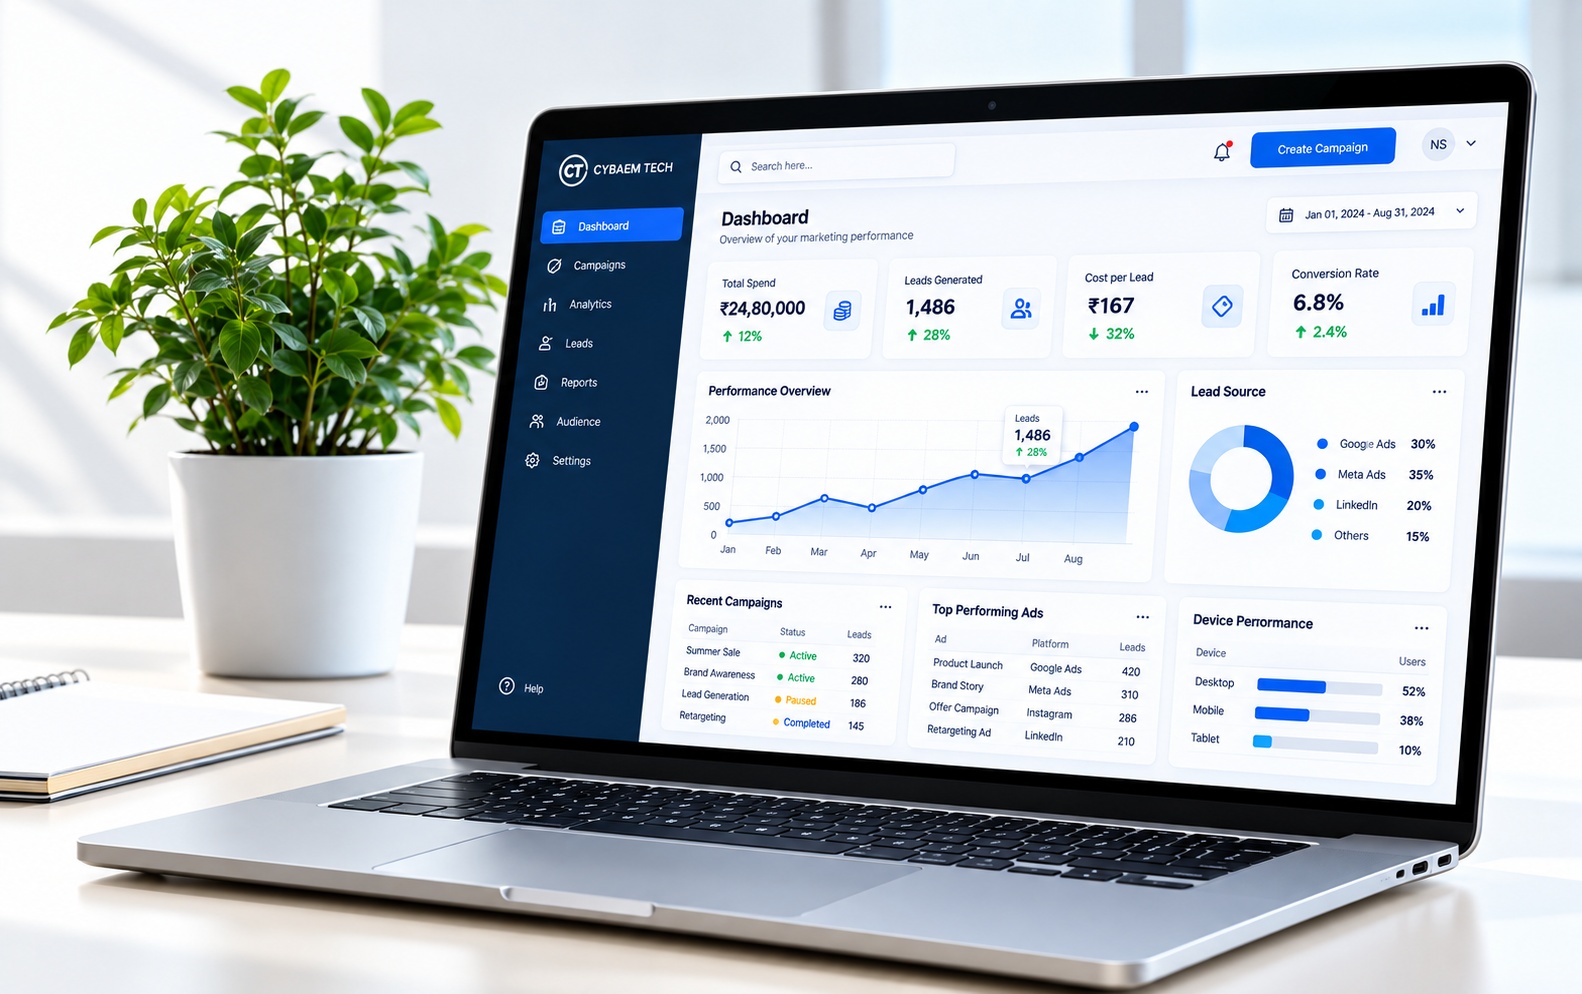 CT CYBAEM TECH
Search here...
Create Campaign
NS
Dashboard
Campaigns
Analytics
Leads
Reports
Audience
Settings
Help
Dashboard
Overview of your marketing performance
Jan 01, 2024 - Aug 31, 2024
Total Spend
₹24,80,000
↑ 12%
Leads Generated
1,486
↑ 28%
Cost per Lead
₹167
↓ 32%
Conversion Rate
6.8%
↑ 2.4%
Performance Overview
2,000
1,500
1,000
500
0
Jan Feb Mar Apr May Jun Jul Aug
Leads
1,486
↑ 28%
Lead Source
Google Ads 30%
Meta Ads 35%
LinkedIn 20%
Others 15%
Recent Campaigns
Campaign Status Leads
Summer Sale Active 320
Brand Awareness Active 280
Lead Generation Paused 186
Retargeting Completed 145
Top Performing Ads
Ad Platform Leads
Product Launch Google Ads 420
Brand Story Meta Ads 310
Offer Campaign Instagram 286
Retargeting Ad LinkedIn 210
Device Perrormance
Device Users
Desktop 52%
Mobile 38%
Tablet 10%